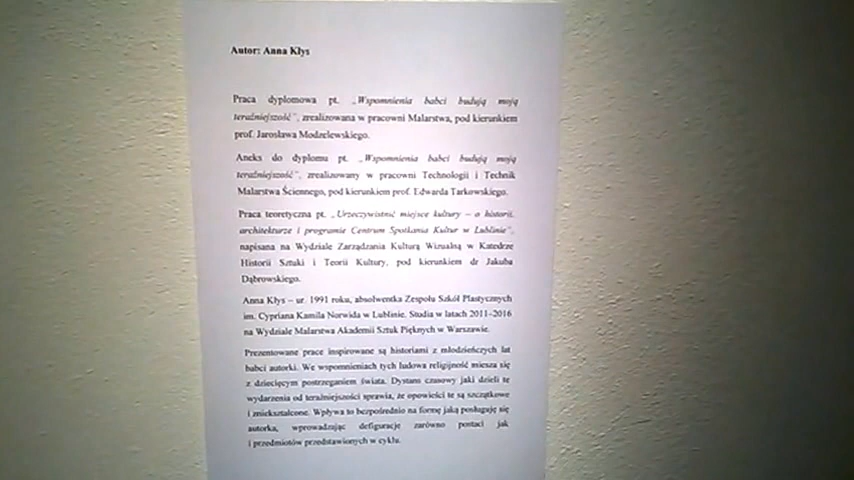 Autor: Anna Kłys
Praca dyplomowa pt. „Wspomnienia babci budują moją
teraźniejszość”, zrealizowana w pracowni Malarstwa, pod kierunkiem
prof. Jarosława Modzelewskiego.
Aneks do dyplomu pt. „Wspomnienia babci budują moją
teraźniejszość”, zrealizowany w pracowni Technologii i Technik
Malarstwa Ściennego, pod kierunkiem prof. Edwarda Tarkowskiego.
Praca teoretyczna pt. „Urzeczywistnić miejsce kultury – o historii,
architekturze i programie Centrum Spotkania Kultur w Lublinie”,
napisana na Wydziale Zarządzania Kulturą Wizualną w Katedrze
Historii Sztuki i Teorii Kultury, pod kierunkiem dr Jakuba
Dąbrowskiego.
Anna Kłys – ur. 1991 roku, absolwentka Zespołu Szkół Plastycznych
im. Cypriana Kamila Norwida w Lublinie. Studia w latach 2011-2016
na Wydziale Malarstwa Akademii Sztuk Pięknych w Warszawie.
Prezentowane prace inspirowane są historiami z młodzieńczych lat
babci autorki. We wspomnieniach tych ludowa religijność miesza się
z dziecięcym postrzeganiem świata. Dystans czasowy jaki dzieli te
wydarzenia od teraźniejszości sprawia, że opowieści te są szczątkowe
i zniekształcone. Wpływa to bezpośrednio na formę jaką posługuję się
autorka, wprowadzając defiguracje zarówno postaci jak
i przedmiotów przedstawionych w cyklu.